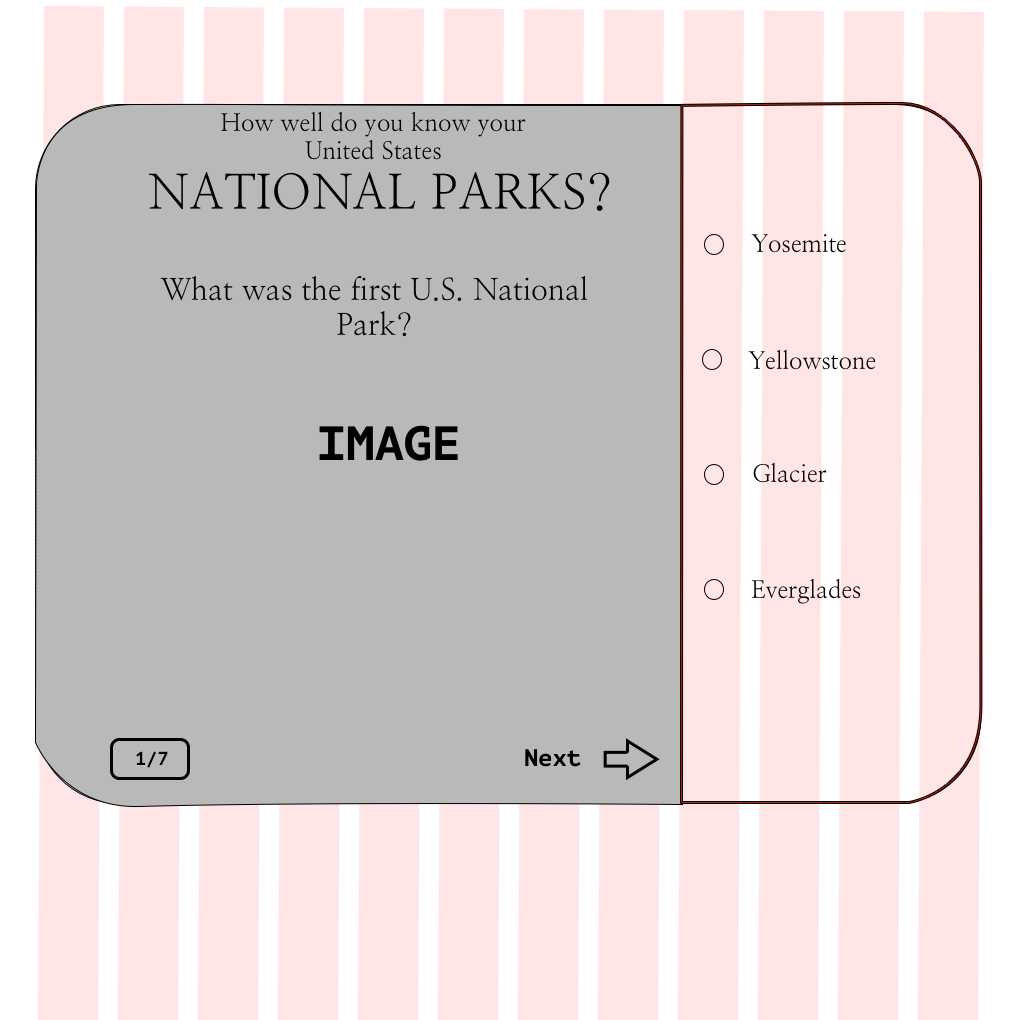 How well do you know your
United States
NATIONAL PARKS?
What was the first U.S. National
Park?
IMAGE
1/7
Next
Yosemite
Yellowstone
Glacier
Everglades